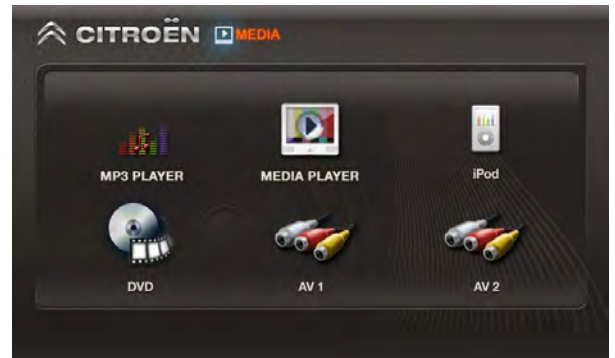 CITROËN MEDIA
MP3 PLAYER MEDIA PLAYER iPod
DVD AV 1 AV 2